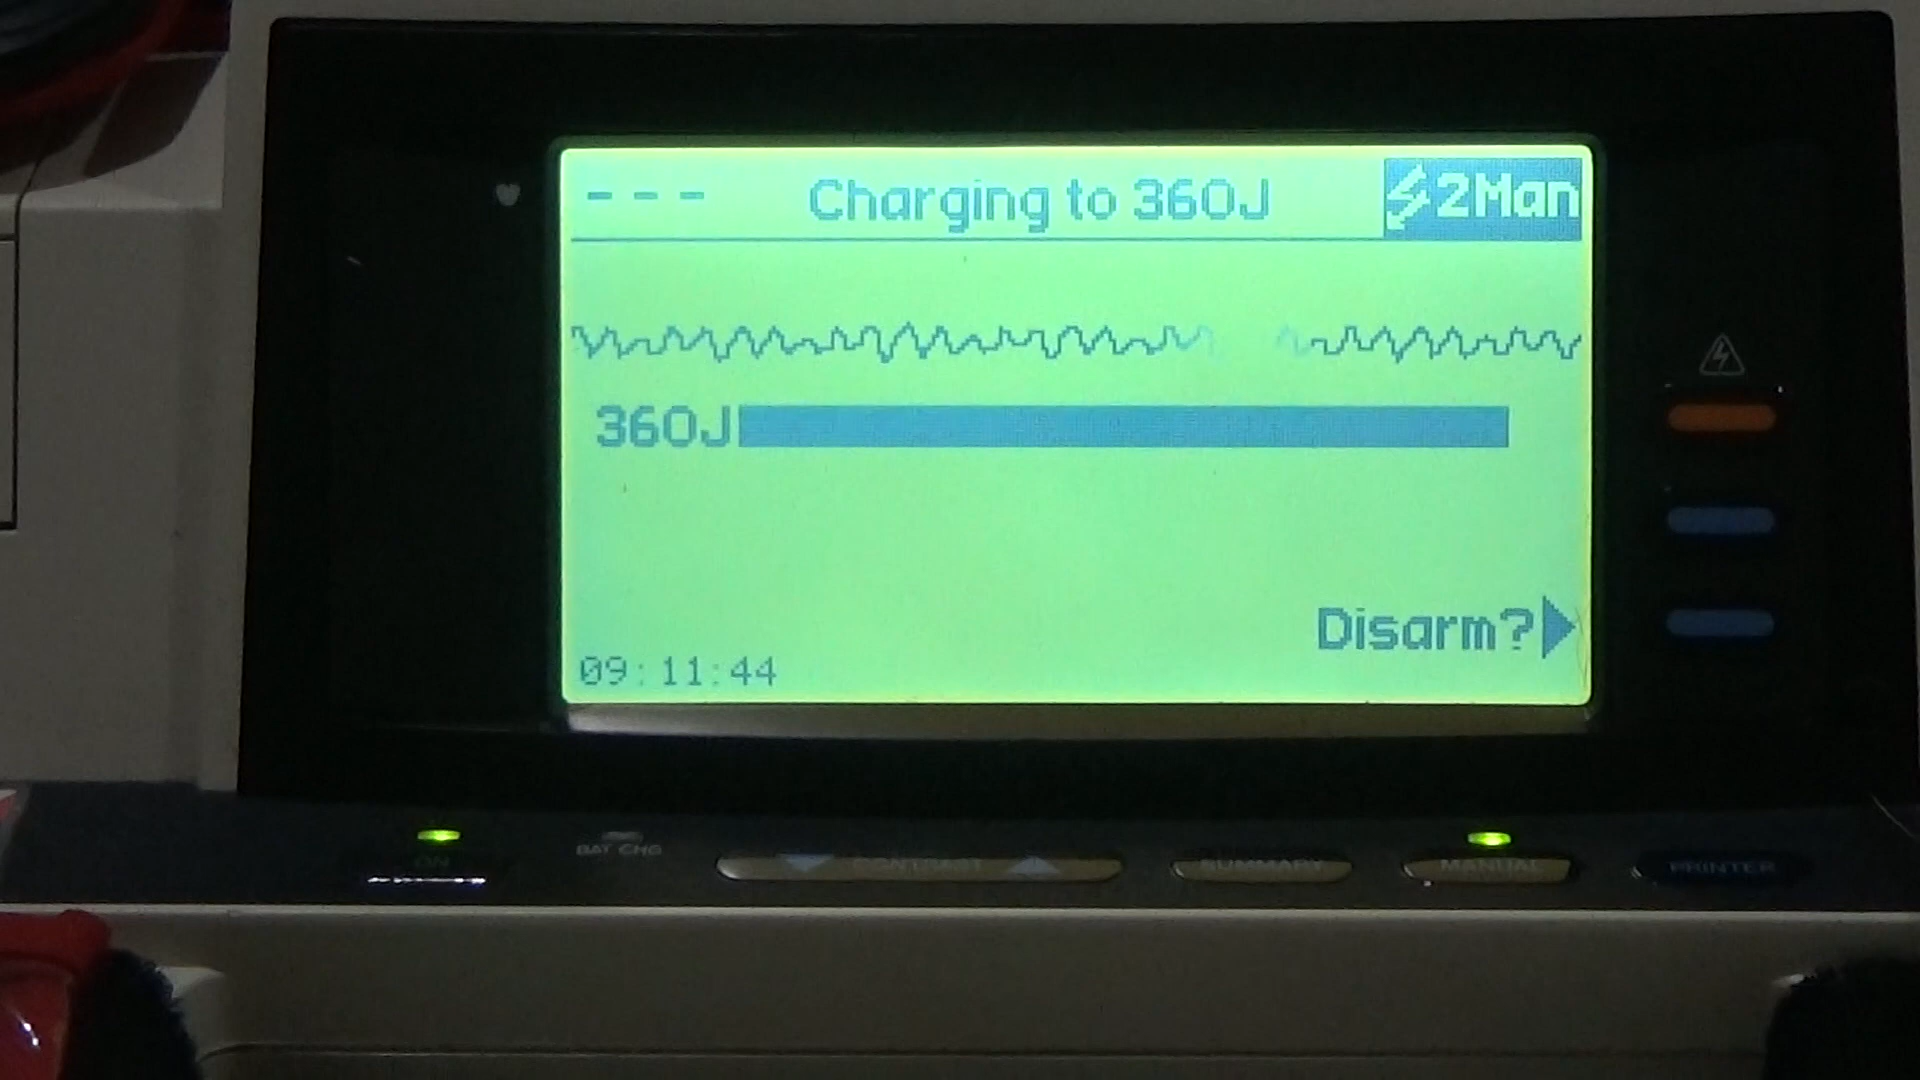 --- Charging to 360J 2Man
360J
Disarm?
09:11:44
ON BAT CHG CONTRAST SUMMARY MANUAL PRINTER